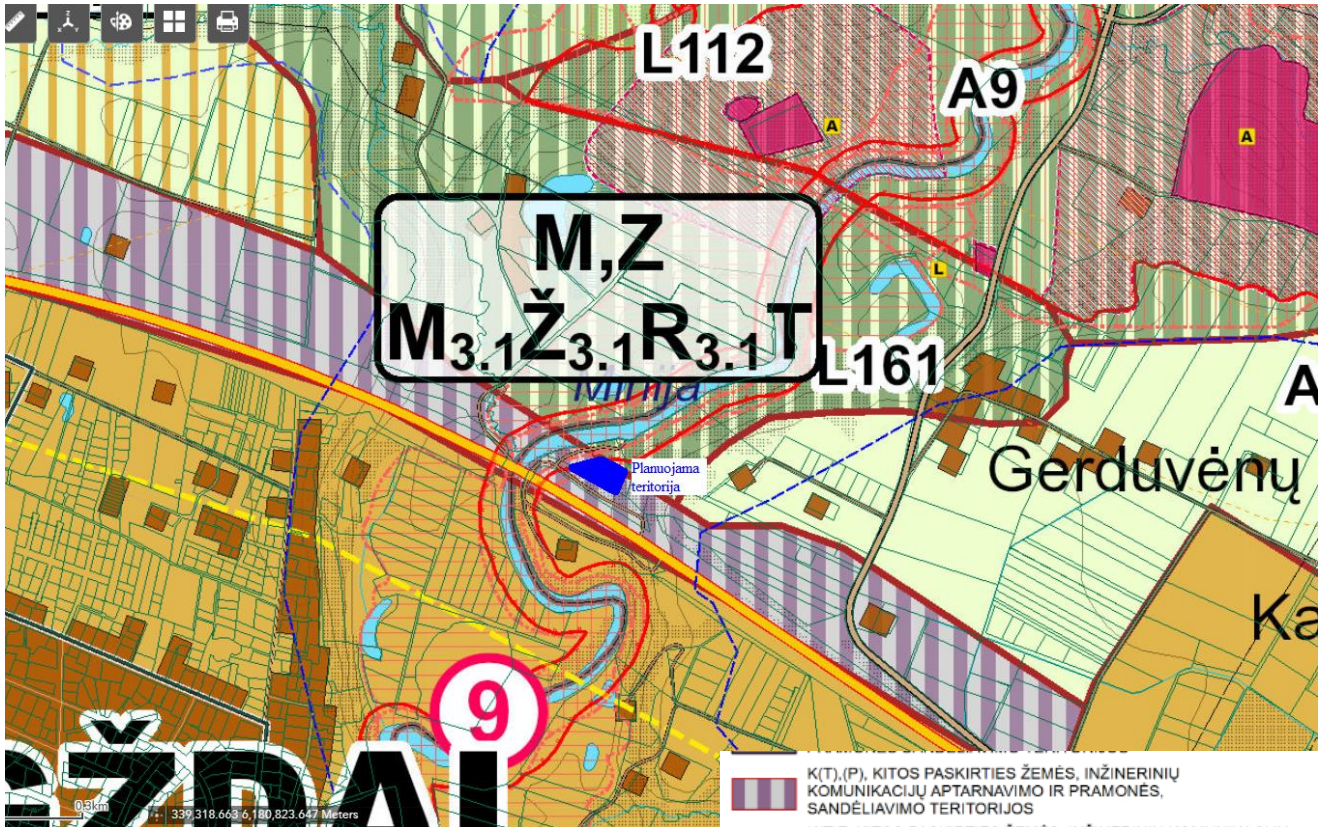 L112
A9
A
A
M,Z
M3.1Ž3.1R3.1T
L
Minija
L161
A
Planuojama
teritorija
Gerduvėnų
Ka
9
GŽDAI
0.3km
339,318.663 6,180,823.647 Meters
K(T),(P), KITOS PASKIRTIES ŽEMĖS, INŽINERINIŲ
KOMUNIKACIJŲ APTARNAVIMO IR PRAMONĖS,
SANDĖLIAVIMO TERITORIJOS